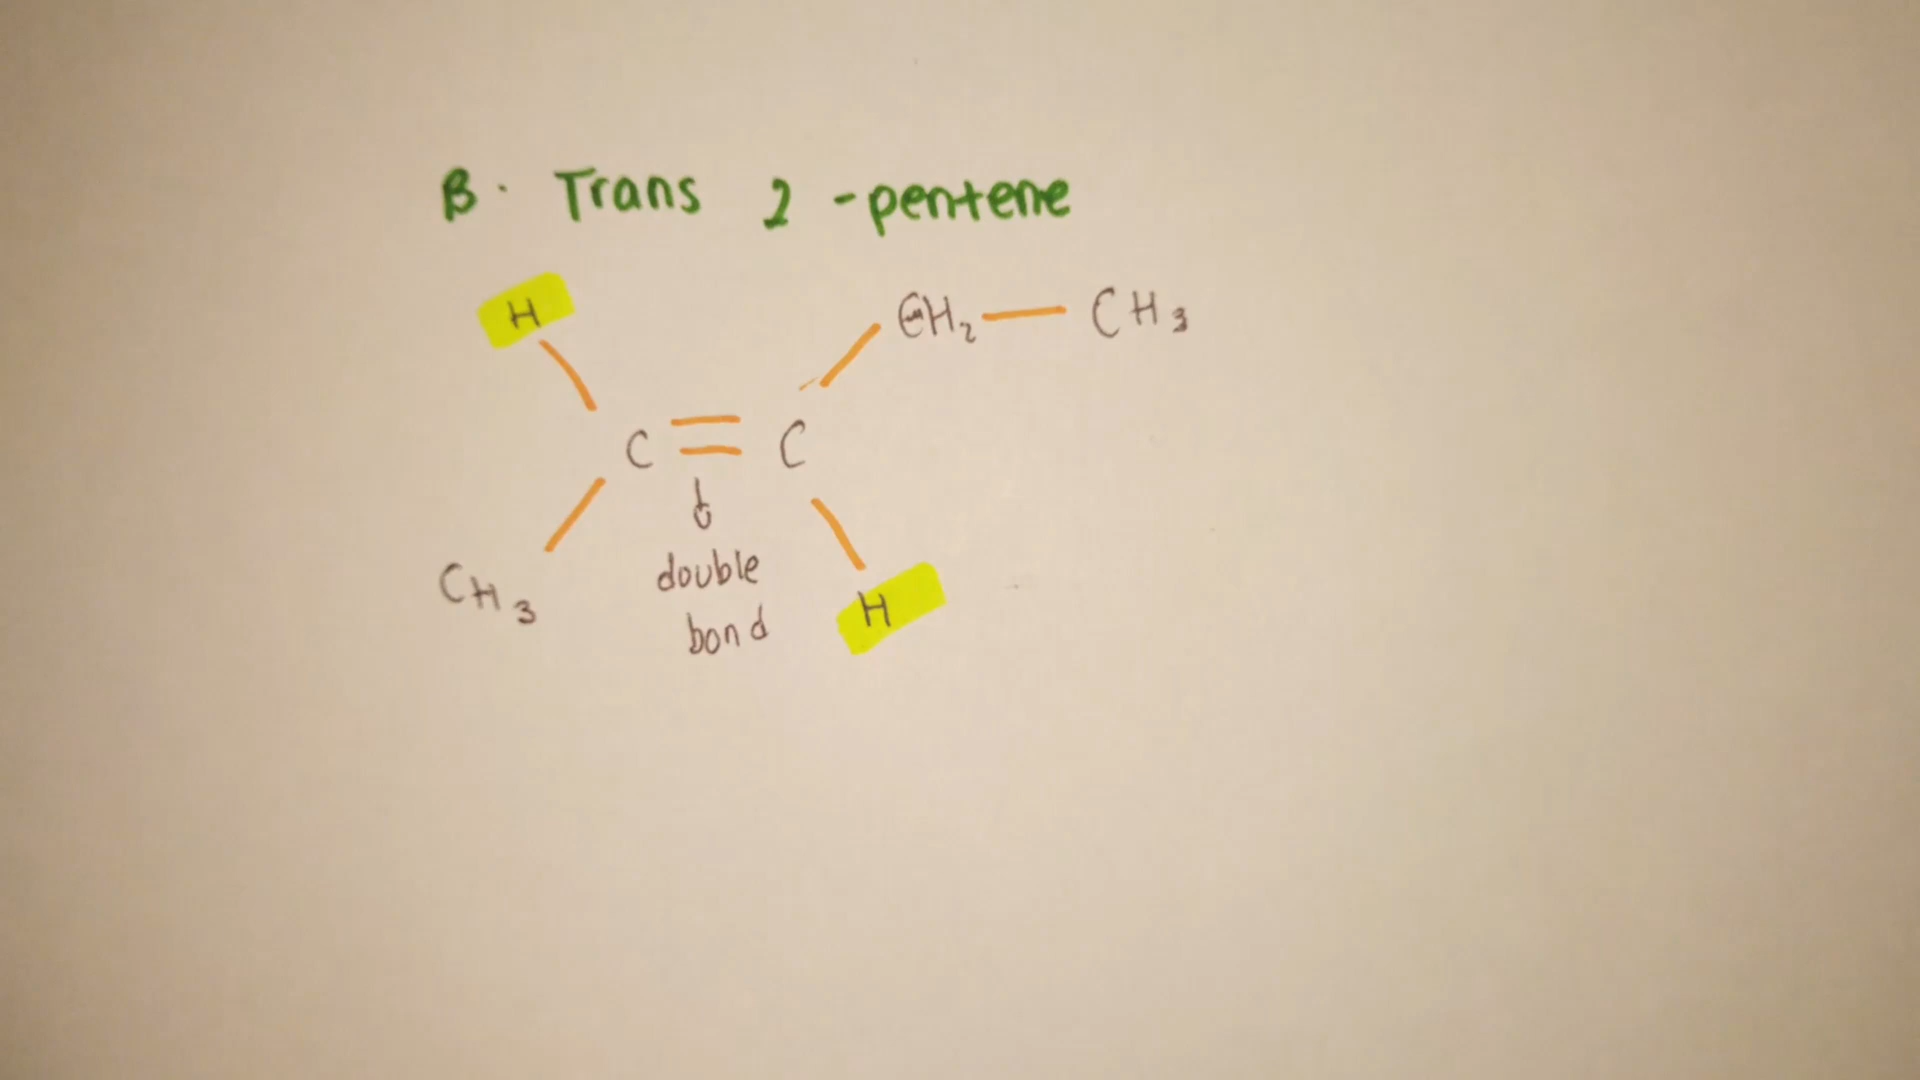 B. Trans 2-pentene
H
CH2 — CH3
C = C
CH3
double
bond
H